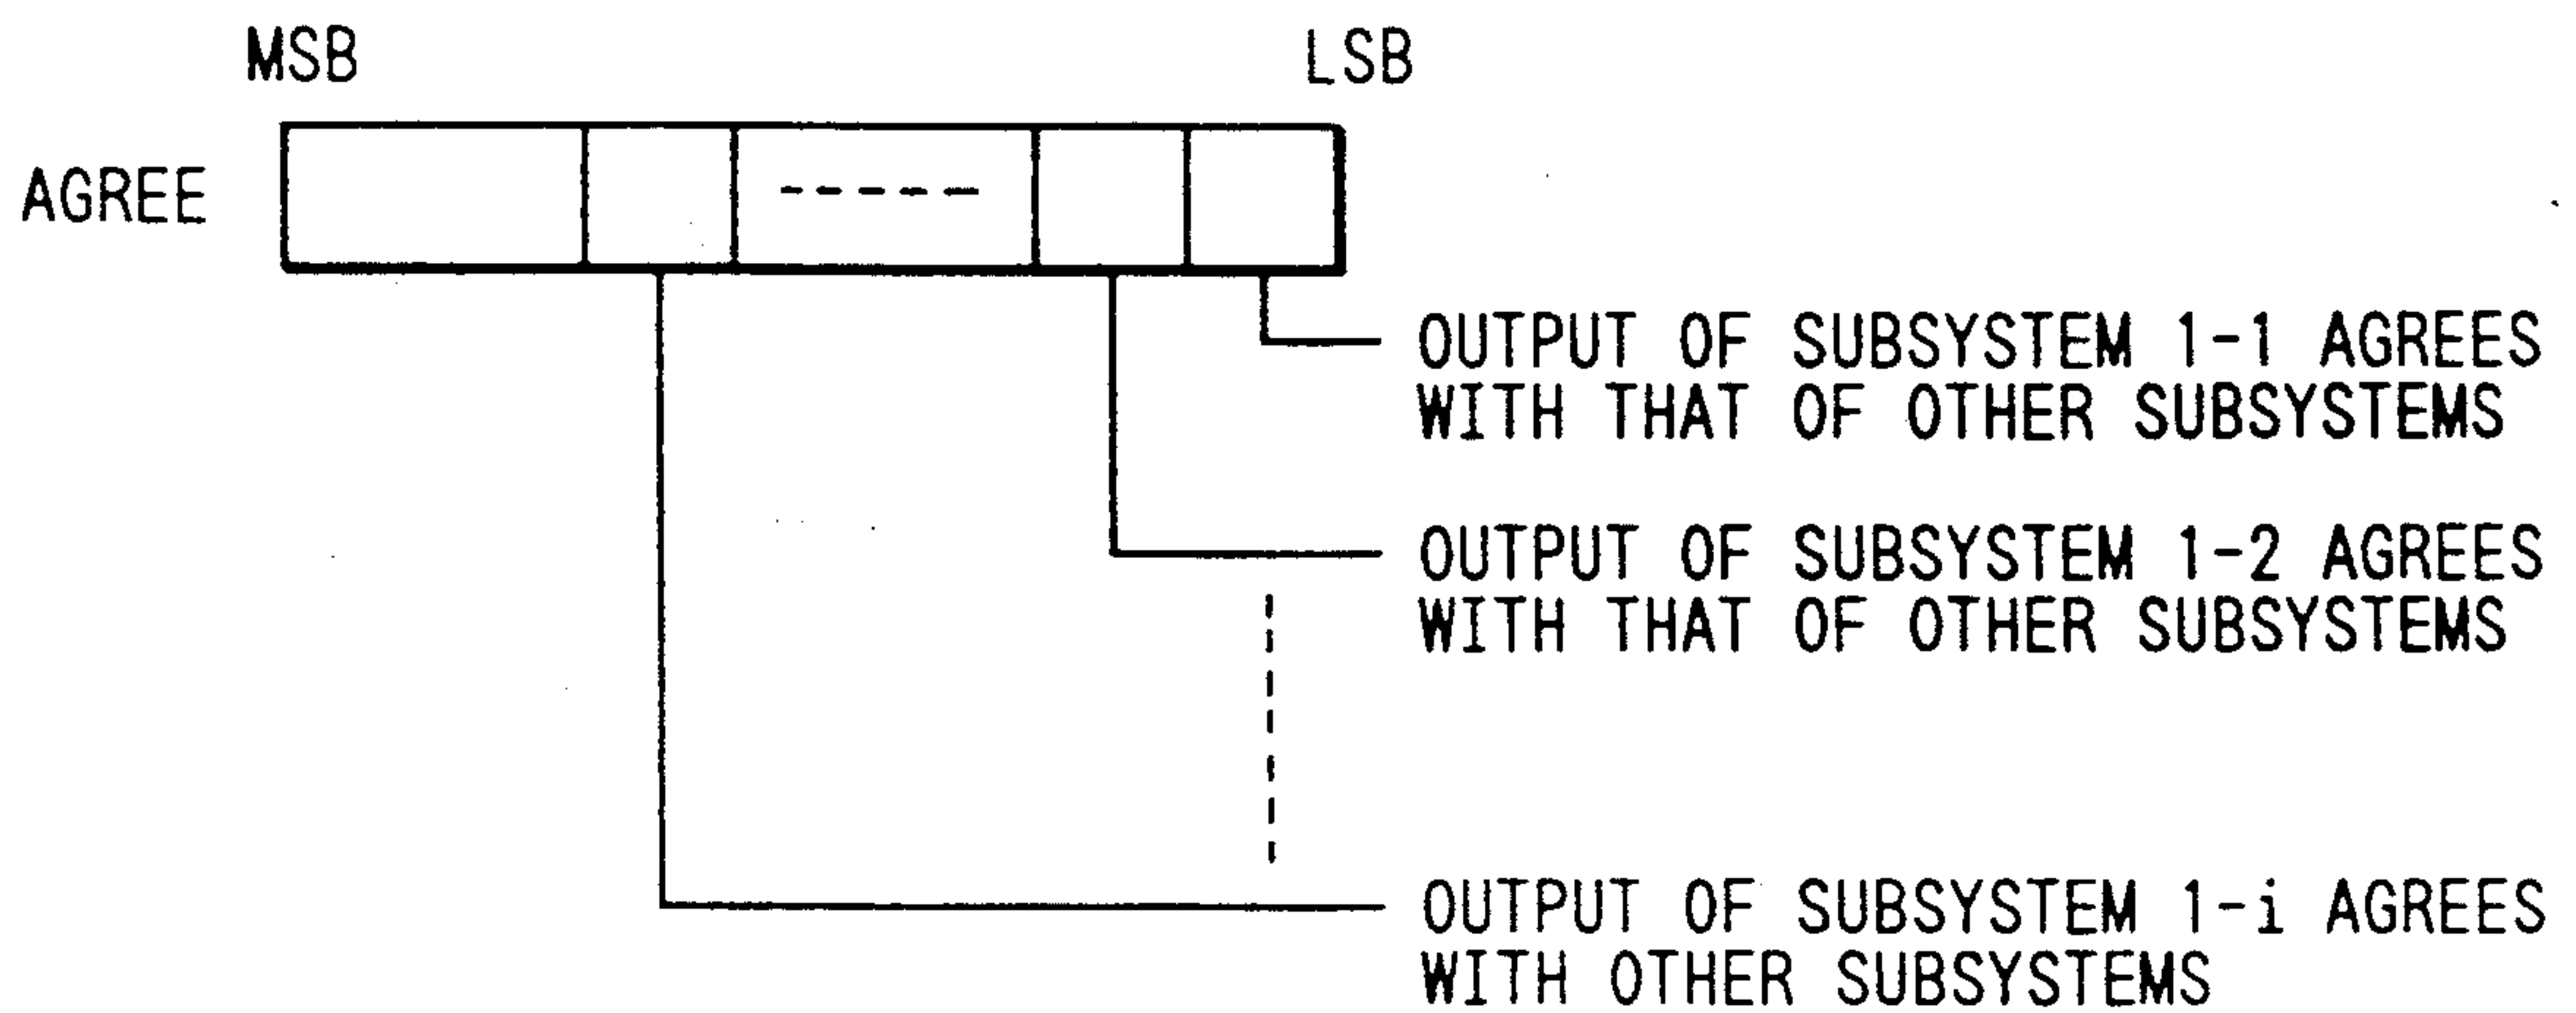 MSB
LSB
AGREE
OUTPUT OF SUBSYSTEM 1-1 AGREES
WITH THAT OF OTHER SUBSYSTEMS
OUTPUT OF SUBSYSTEM 1-2 AGREES
WITH THAT OF OTHER SUBSYSTEMS
OUTPUT OF SUBSYSTEM 1-i AGREES
WITH OTHER SUBSYSTEMS